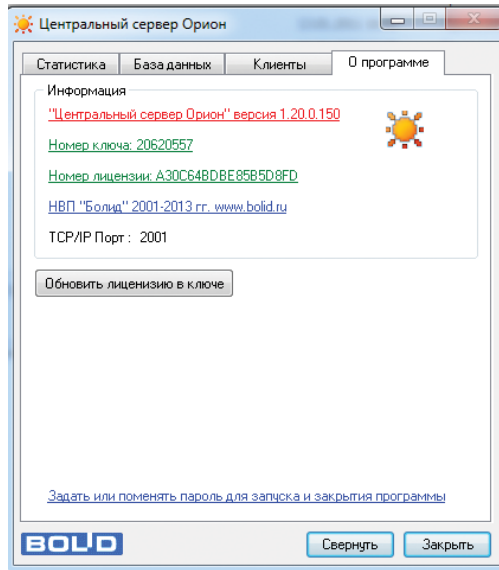 Центральный сервер Орион
Статистика База данных Клиенты О программе
Информация
"Центральный сервер Орион" версия 1.20.0.150
Номер ключа: 20620557
Номер лицензии: A30C64BDBE85B5D8FD
НВП "Болид" 2001-2013 гг. www.bolid.ru
TCP/IP Порт : 2001
Обновить лиценизию в ключе
Задать или поменять пароль для запуска и закрытия программы
BOLID
Свернуть Закрыть